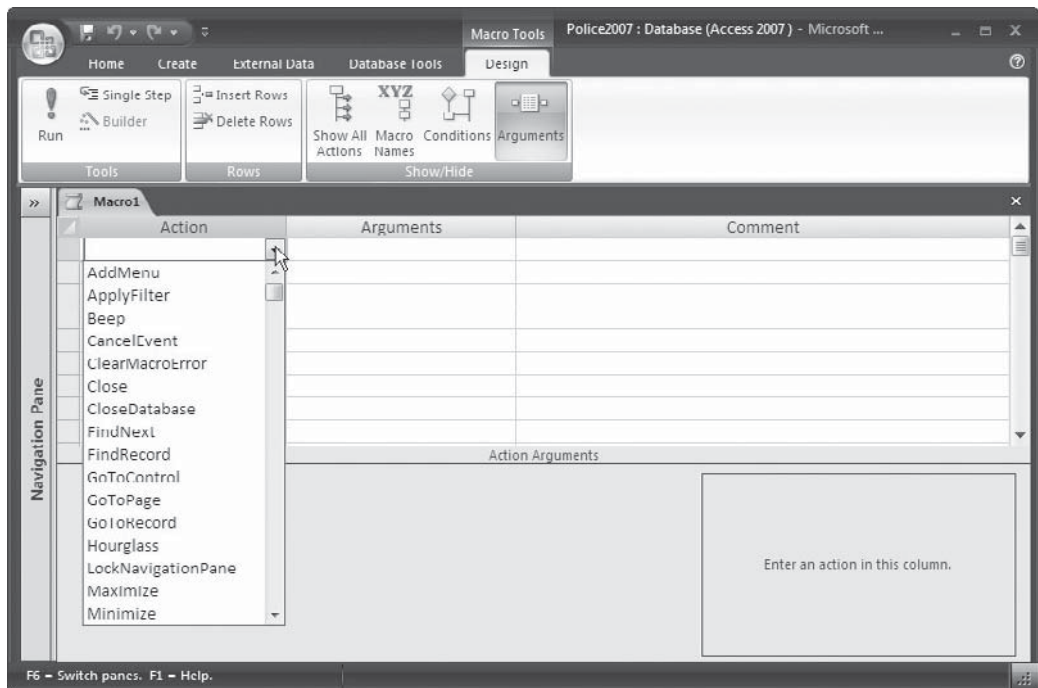 Macro Tools
Police2007 : Database (Access 2007 ) - Microsoft ...
Home Create External Data Database Tools Design
Run
Single Step
Builder
Tools
Insert Rows
Delete Rows
Rows
Show All Actions
XYZ
Macro Names
Conditions
Arguments
Show/Hide
Macro1
Action Arguments Comment
AddMenu
ApplyFilter
Beep
CancelEvent
ClearMacroError
Close
CloseDatabase
FindNext
FindRecord
GoToControl
GoToPage
GoToRecord
Hourglass
LockNavigationPane
Maximize
Minimize
Navigation Pane
Action Arguments
Enter an action in this column.
F6 = Switch panes. F1 = Help.